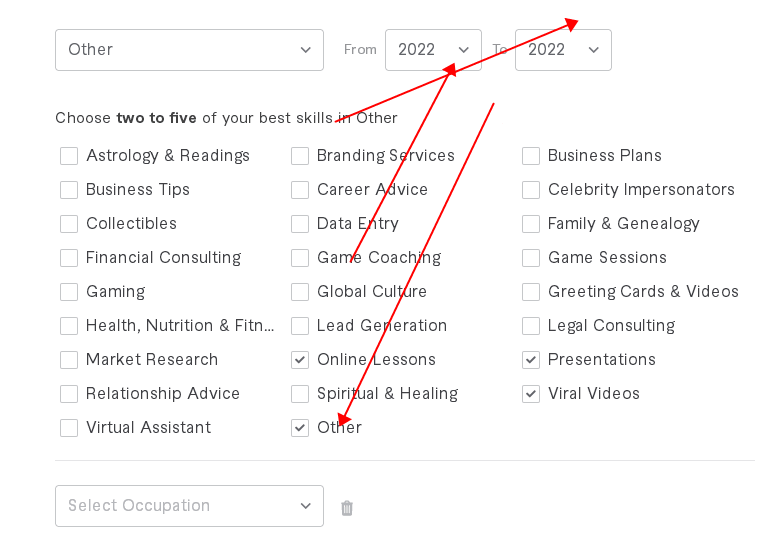 Other From 2022 To 2022
Choose two to five of your best skills in Other
Astrology & Readings Branding Services Business Plans
Business Tips Career Advice Celebrity Impersonators
Collectibles Data Entry Family & Genealogy
Financial Consulting Game Coaching Game Sessions
Gaming Global Culture Greeting Cards & Videos
Health, Nutrition & Fitn... Lead Generation Legal Consulting
Market Research Online Lessons Presentations
Relationship Advice Spiritual & Healing Viral Videos
Virtual Assistant Other
Select Occupation